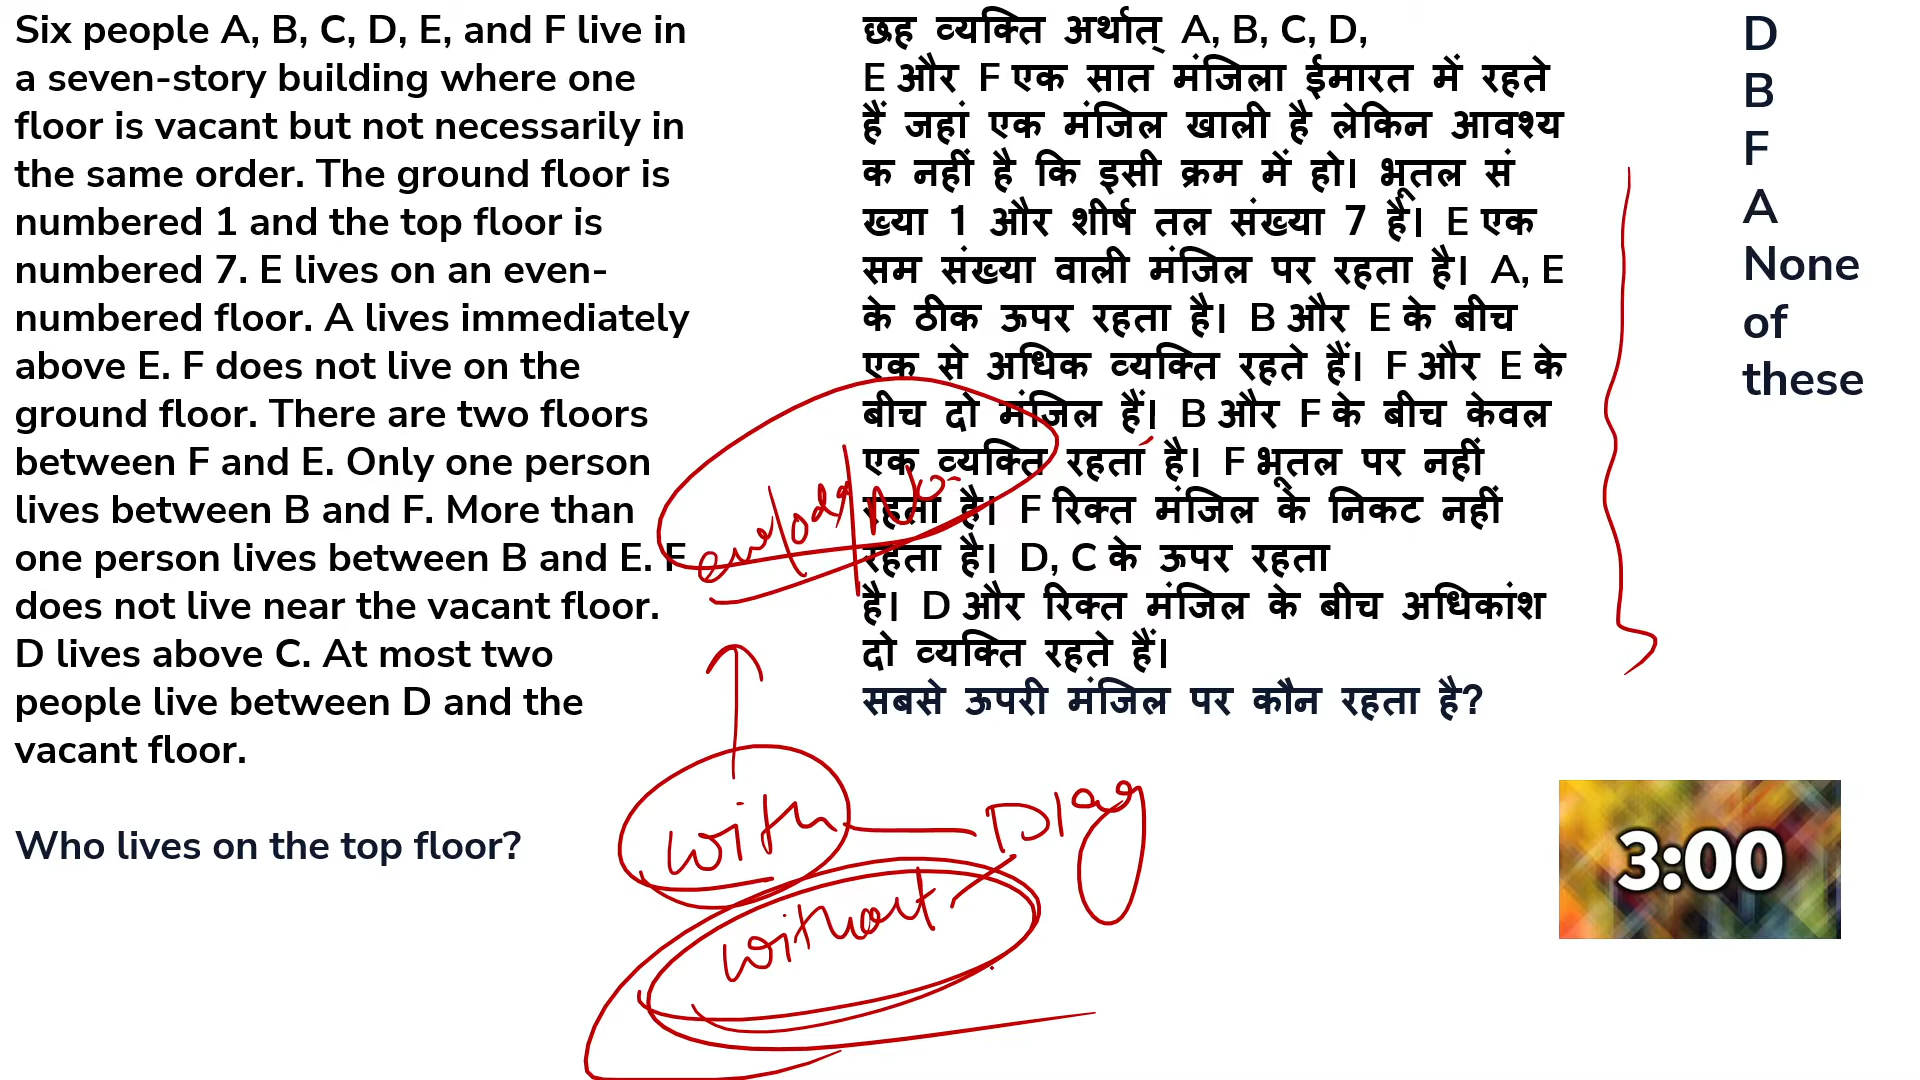 Six people A, B, C, D, E, and F live in
a seven-story building where one
floor is vacant but not necessarily in
the same order. The ground floor is
numbered 1 and the top floor is
numbered 7. E lives on an even-
numbered floor. A lives immediately
above E. F does not live on the
ground floor. There are two floors
between F and E. Only one person
lives between B and F. More than
one person lives between B and E. F
does not live near the vacant floor.
D lives above C. At most two
people live between D and the
vacant floor.
Who lives on the top floor?
छह व्यक्ति अर्थात् A, B, C, D,
E और F एक सात मंजिला ईमारत में रहते
हैं जहां एक मंजिल खाली है लेकिन आवश्य
क नहीं है कि इसी क्रम में हो। भूतल सं
ख्या 1 और शीर्ष तल संख्या 7 है। E एक
सम संख्या वाली मंजिल पर रहता है। A, E
के ठीक ऊपर रहता है। B और E के बीच
एक से अधिक व्यक्ति रहते हैं। F और E के
बीच दो मंजिल हैं। B और F के बीच केवल
एक व्यक्ति रहता है। F भूतल पर नहीं
रहता है। F रिक्त मंजिल के निकट नहीं
रहता है। D, C के ऊपर रहता
है। D और रिक्त मंजिल के बीच अधिकांश
दो व्यक्ति रहते हैं।
सबसे ऊपरी मंजिल पर कौन रहता है?
D
B
F
A
None
of
these
odd/No.
with
Diag
without
3:00